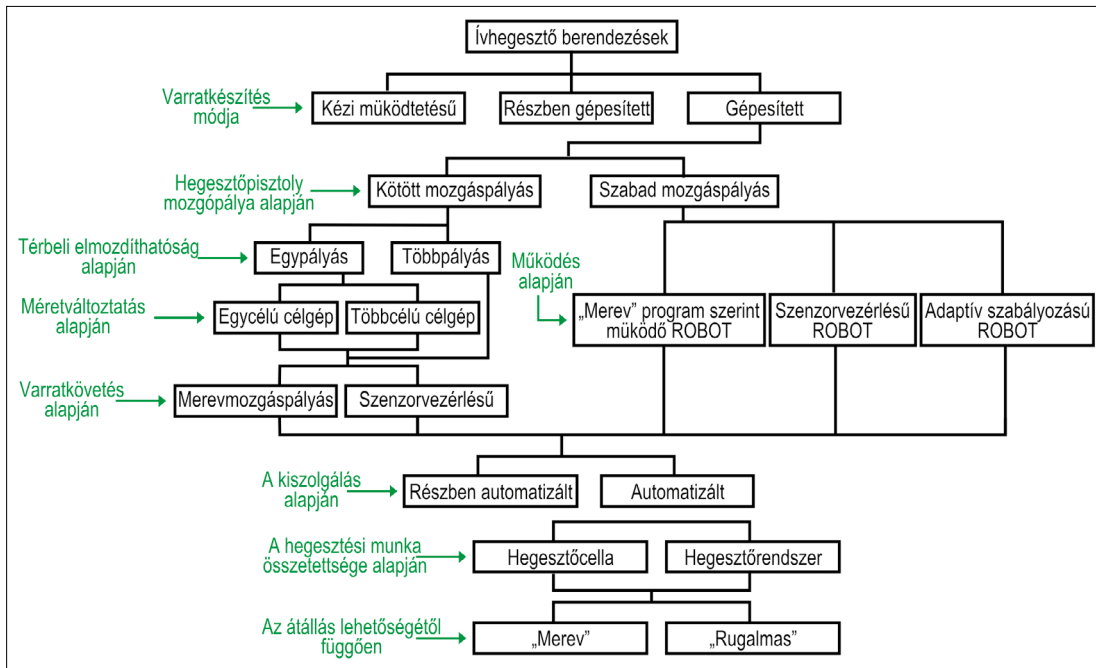 Ívhegesztő berendezések
Varratkészítés
módja
Kézi müködtetésű
Részben gépesített
Gépesített
Hegesztőpisztoly
mozgópálya alapján
Kötött mozgáspályás
Szabad mozgáspályás
Térbeli elmozdíthatóság
alapján
Egypályás
Többpályás
Működés
alapján
Méretváltoztatás
alapján
Egycélú célgép
Többcélú célgép
„Merev” program szerint
müködő ROBOT
Szenzorvezérlésű
ROBOT
Adaptív szabályozású
ROBOT
Varratkövetés
alapján
Merevmozgáspályás
Szenzorvezérlésű
A kiszolgálás
alapján
Részben automatizált
Automatizált
A hegesztési munka
összetettsége alapján
Hegesztőcella
Hegesztőrendszer
Az átállás lehetőségétől
függően
„Merev”
„Rugalmas”